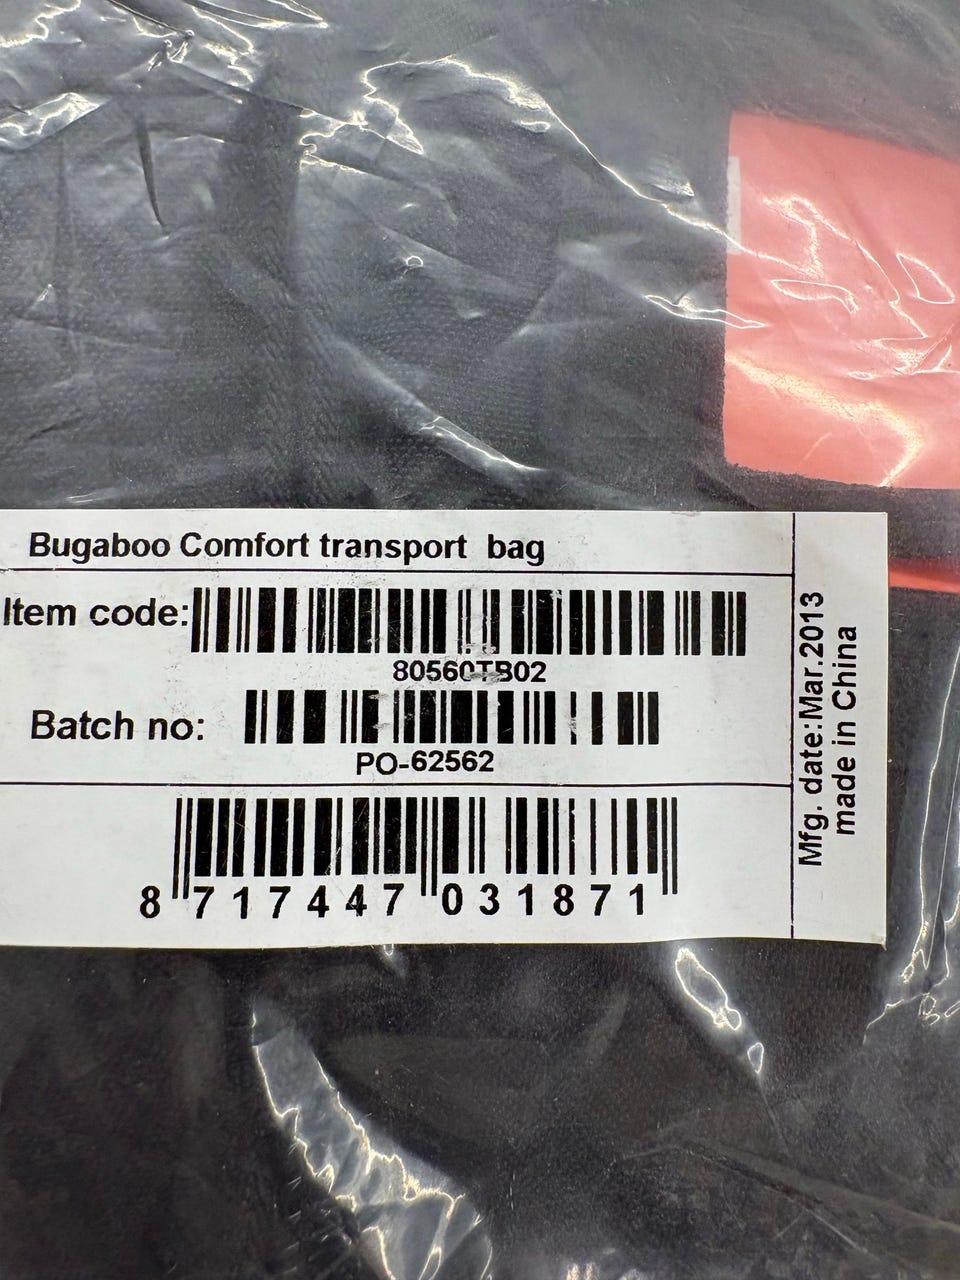 Bugaboo Comfort transport bag
Item code:
80560TB02
Batch no:
PO-62562
8 717447 031871
Mfg. date:Mar.2013
made in China